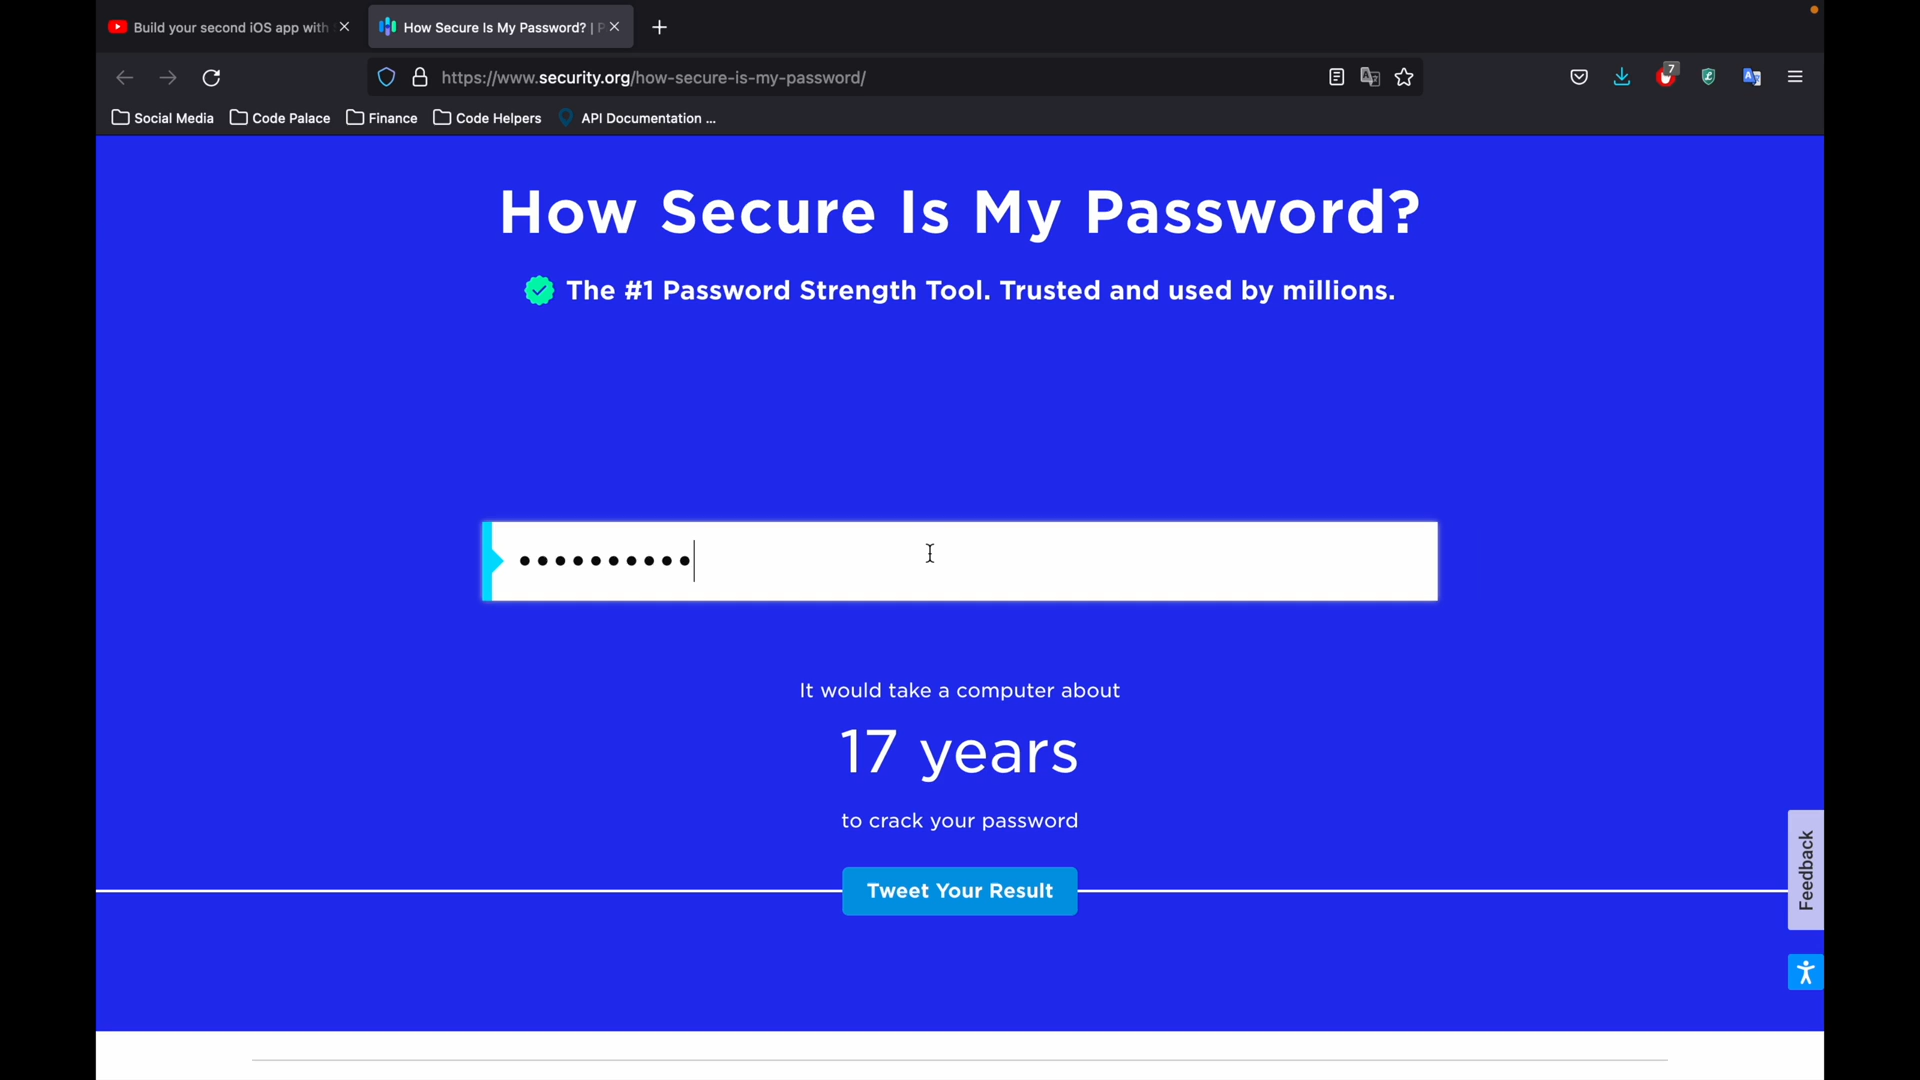 Build your second iOS app with
How Secure Is My Password? | P
https://www.security.org/how-secure-is-my-password/
7
Social Media
Code Palace
Finance
Code Helpers
API Documentation ...
How Secure Is My Password?
The #1 Password Strength Tool. Trusted and used by millions.
••••••••••
It would take a computer about
17 years
to crack your password
Tweet Your Result
Feedback